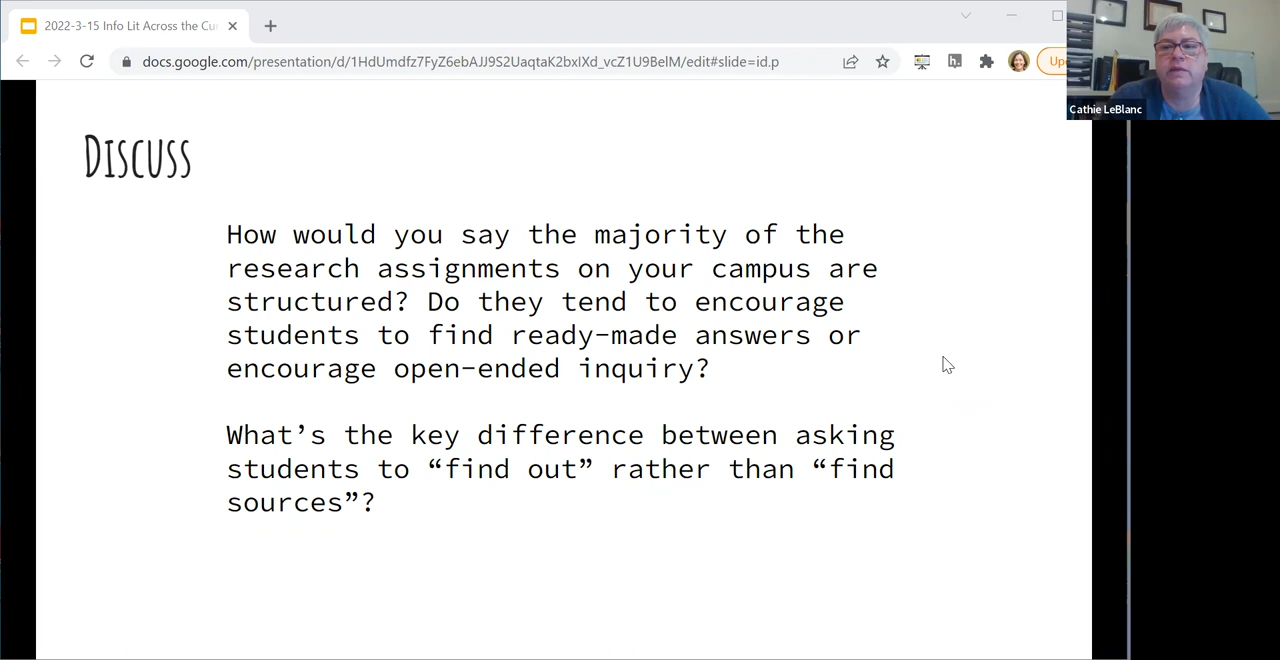 2022-3-15 Info Lit Across the Cu
docs.google.com/presentation/d/1HdUmdfz7FyZ6ebAJJ9S2UaqtaK2bxlXd_vcZ1U9BelM/edit#slide=id.p
Up
Cathie LeBlanc
Discuss
How would you say the majority of the
research assignments on your campus are
structured? Do they tend to encourage
students to find ready-made answers or
encourage open-ended inquiry?
What’s the key difference between asking
students to “find out” rather than “find
sources”?